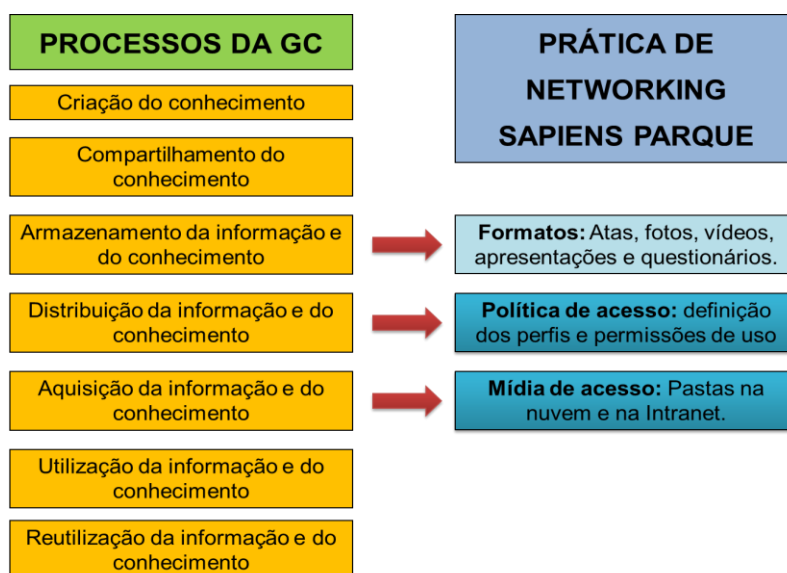 PROCESSOS DA GC
Criação do conhecimento
Compartilhamento do
conhecimento
Armazenamento da informação e
do conhecimento
Distribuição da informação e do
conhecimento
Aquisição da informação e do
conhecimento
Utilização da informação e do
conhecimento
Reutilização da informação e do
conhecimento
PRÁTICA DE
NETWORKING
SAPIENS PARQUE
Formatos: Atas, fotos, vídeos,
apresentações e questionários.
Política de acesso: definição
dos perfis e permissões de uso
Mídia de acesso: Pastas na
nuvem e na Intranet.